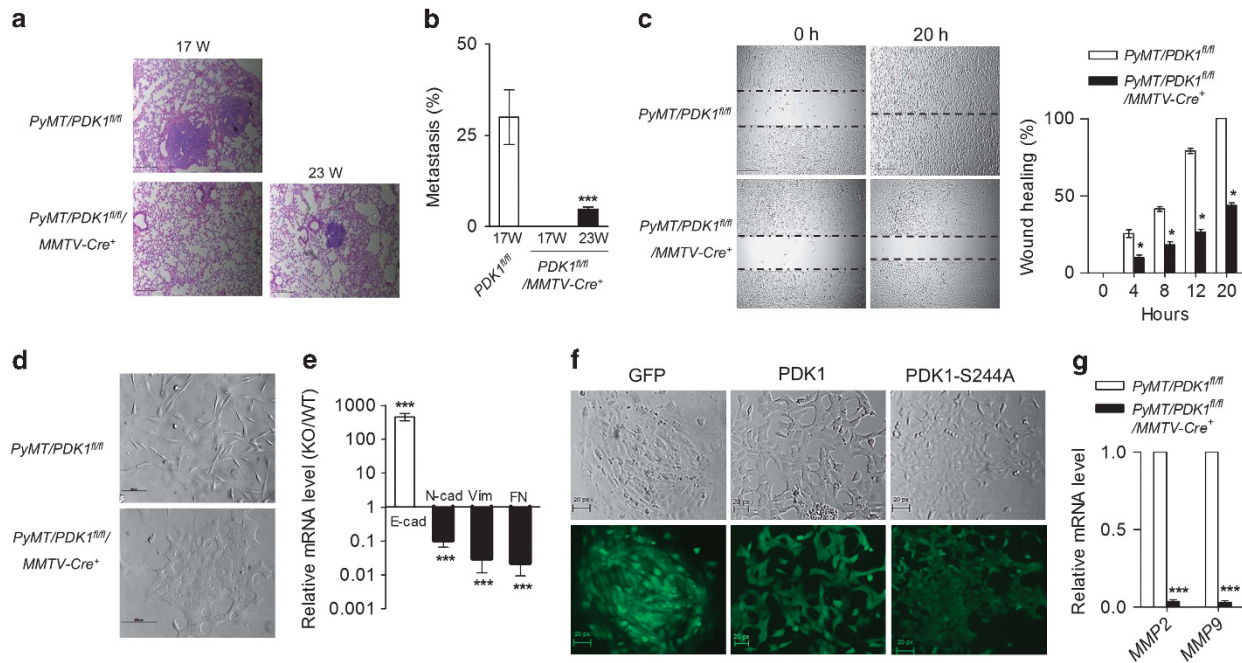 a
17 W
PyMT/PDK1fl/fl
23 W
PyMT/PDK1fl/fl/
MMTV-Cre+
b
Metastasis (%)
50
25
0
17W 17W 23W
***
PDK1fl/fl
PDK1fl/fl
/MMTV-Cre+
c
0 h 20 h
PyMT/PDK1fl/fl
PyMT/PDK1fl/fl
/MMTV-Cre+
PyMT/PDK1fl/fl
PyMT/PDK1fl/fl
/MMTV-Cre+
Wound healing (%)
100
50
0
* * * *
0 4 8 12 20
Hours
d
PyMT/PDK1fl/fl
PyMT/PDK1fl/fl/
MMTV-Cre+
e
Relative mRNA level (KO/WT)
1000
100
10
1
0.1
0.01
0.001
***
N-cad Vim FN
E-cad
***
***
***
f
GFP PDK1 PDK1-S244A
20 px 20 px 20 px
20 px 20 px 20 px
g
PyMT/PDK1fl/fl
PyMT/PDK1fl/fl
/MMTV-Cre+
Relative mRNA level
1.0
0.5
0.0
*** ***
MMP2 MMP9